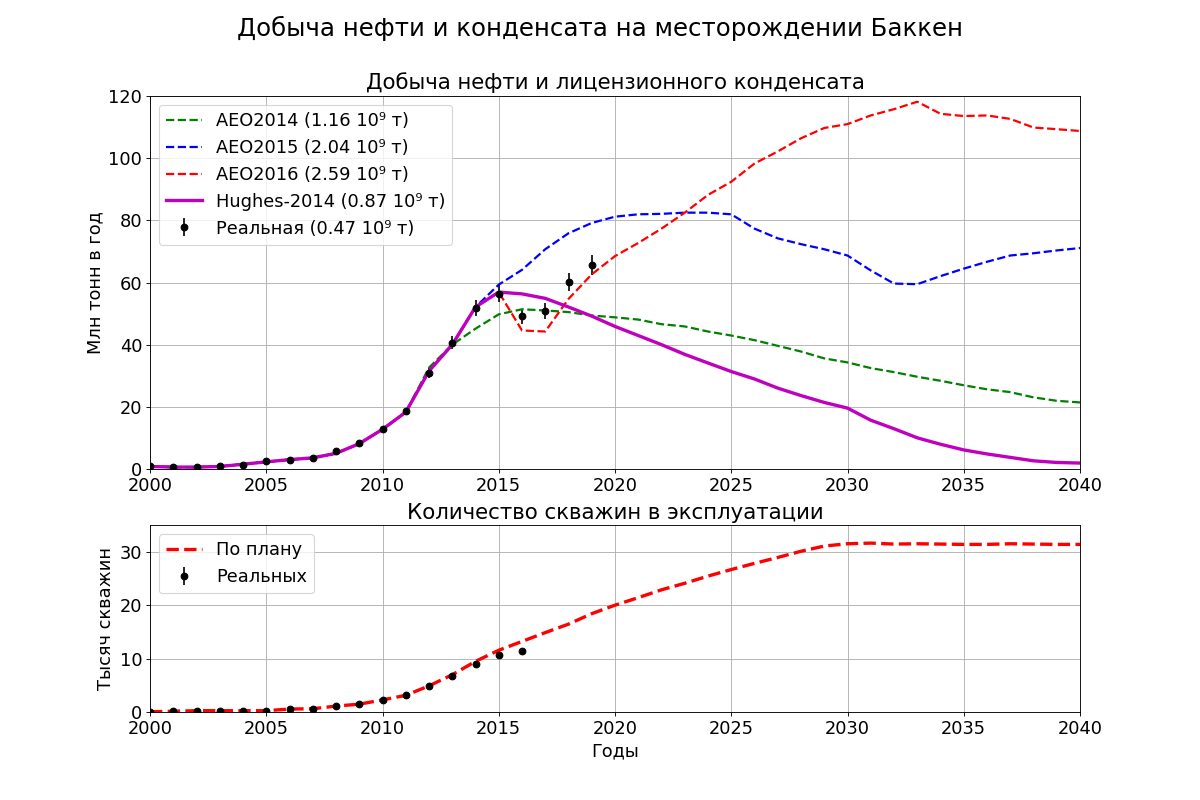 Добыча нефти и конденсата на месторождении Баккен
Добыча нефти и лицензионного конденсата
Млн тонн в год
120
100
80
60
40
20
0
AEO2014 (1.16 10⁹ т)
AEO2015 (2.04 10⁹ т)
AEO2016 (2.59 10⁹ т)
Hughes-2014 (0.87 10⁹ т)
Реальная (0.47 10⁹ т)
2000 2005 2010 2015 2020 2025 2030 2035 2040
Количество скважин в эксплуатации
Тысяч скважин
30
20
10
0
По плану
Реальных
2000 2005 2010 2015 2020 2025 2030 2035 2040
Годы